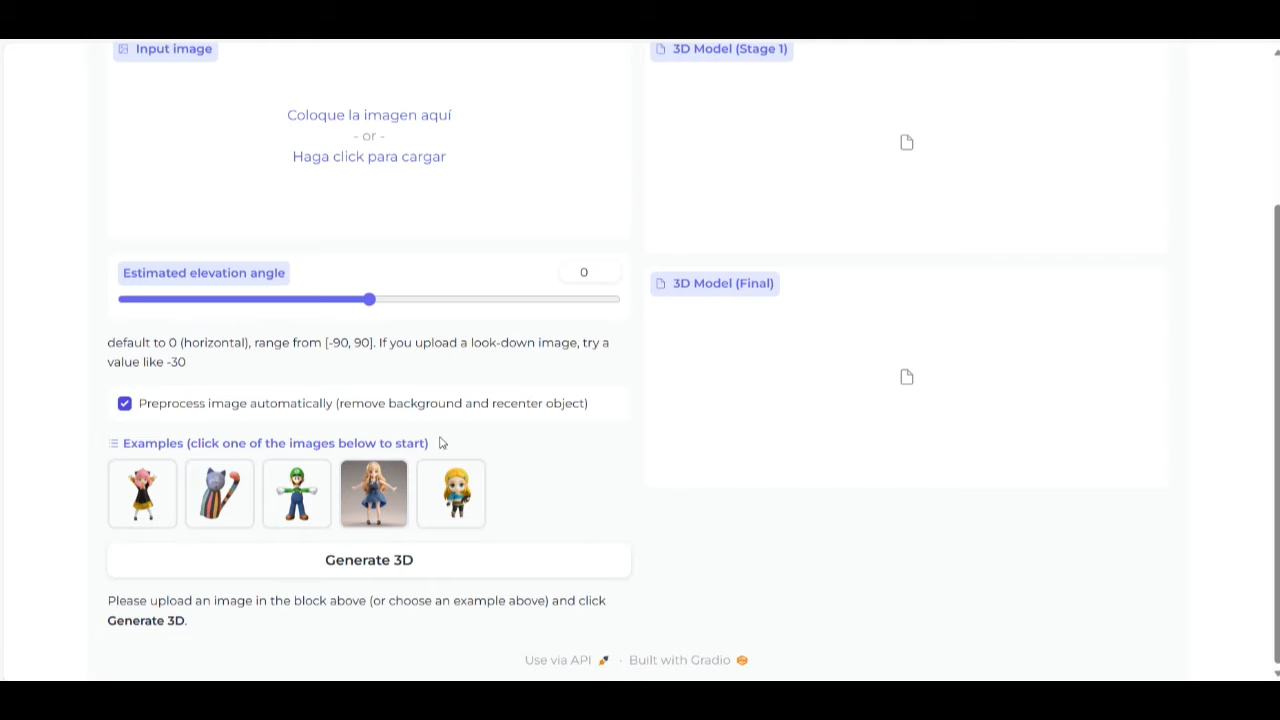 Input image
Coloque la imagen aquí
- or -
Haga click para cargar
Estimated elevation angle
0
default to 0 (horizontal), range from [-90, 90]. If you upload a look-down image, try a
value like -30
Preprocess image automatically (remove background and recenter object)
Examples (click one of the images below to start)
Generate 3D
Please upload an image in the block above (or choose an example above) and click
Generate 3D.
3D Model (Stage 1)
3D Model (Final)
Use via API · Built with Gradio